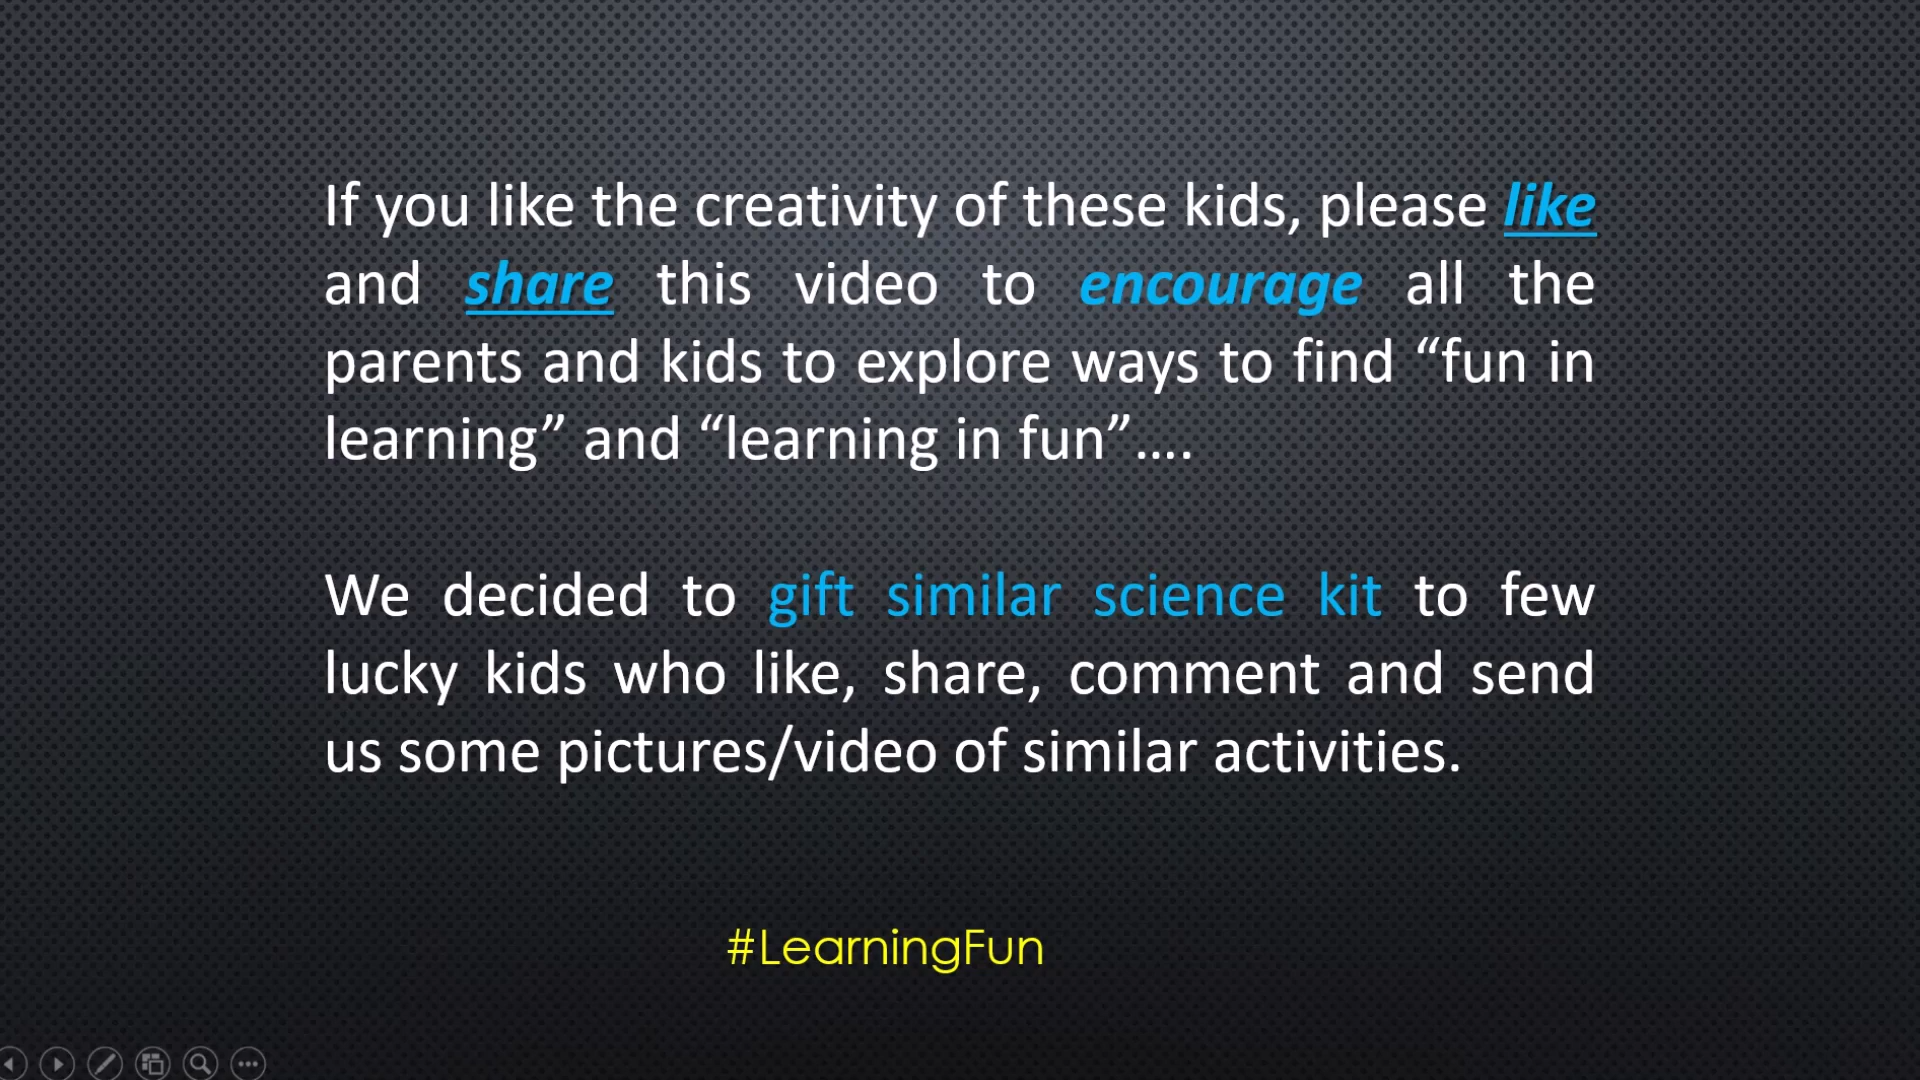 If you like the creativity of these kids, please like
and share this video to encourage all the
parents and kids to explore ways to find “fun in
learning” and “learning in fun”....
We decided to gift similar science kit to few
lucky kids who like, share, comment and send
us some pictures/video of similar activities.
#LearningFun